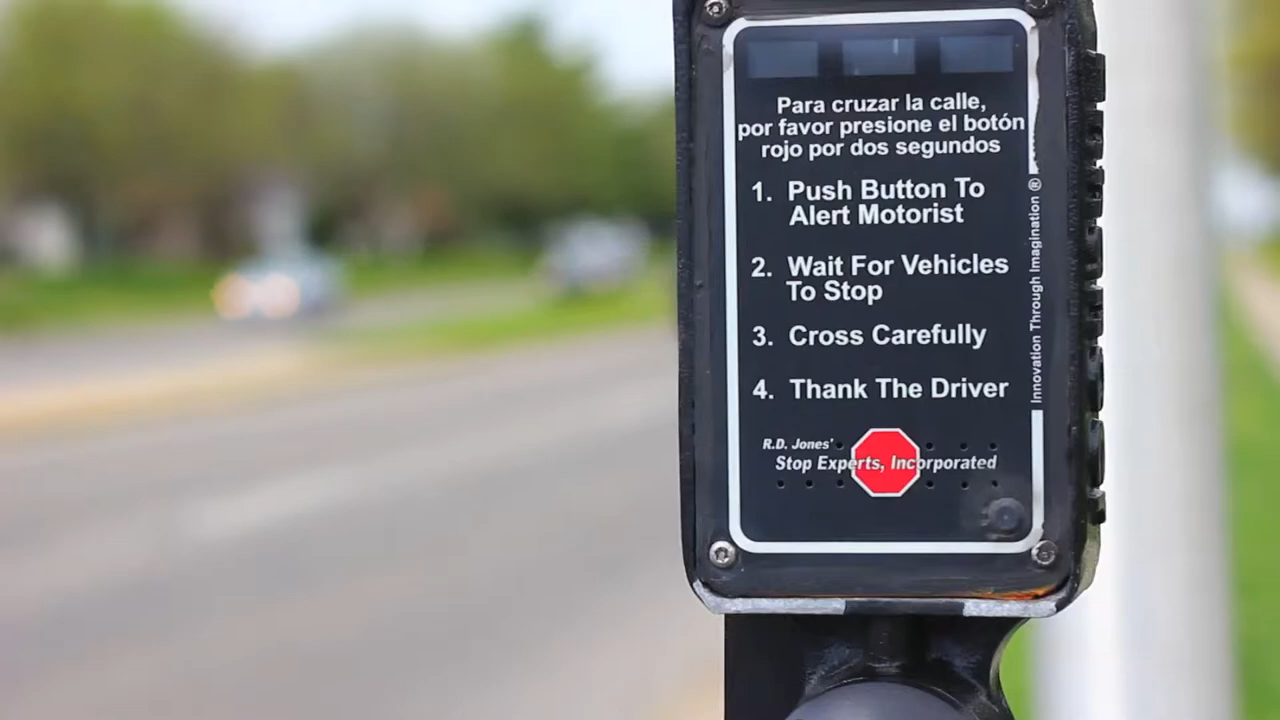 Para cruzar la calle,
por favor presione el botón
rojo por dos segundos
1. Push Button To
Alert Motorist
2. Wait For Vehicles
To Stop
3. Cross Carefully
4. Thank The Driver
R.D. Jones'
Stop Experts, Incorporated
Innovation Through Imagination ®